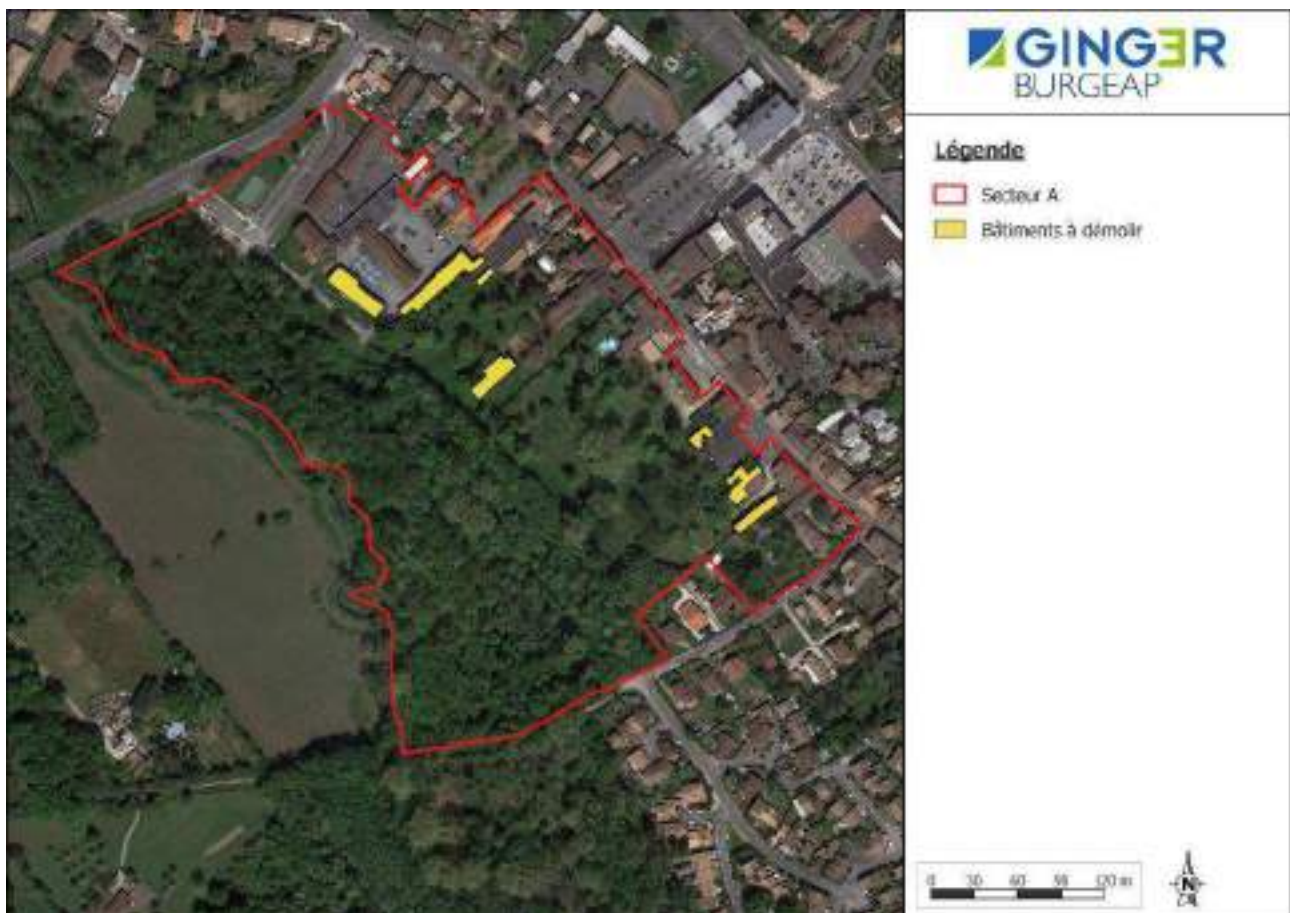 GINGER
BURGEAP
Légende
Secteur A
Bâtiments à démolir
0 30 60 90 120 m
N